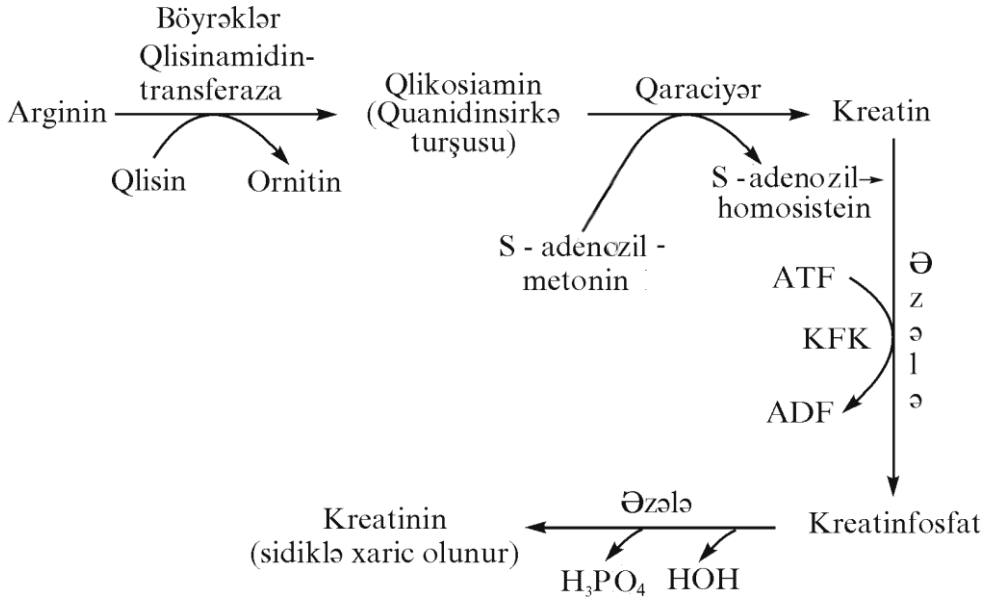 Böyrəklər
Qlisinamidin-
transferaza
Arginin
Qlisin
Ornitin
Qlikosiamin
(Quanidinsirkə
turşusu)
Qaraciyər
Kreatin
S - adenozil -
metonin
S - adenozil
homosistein
ATF
KFK
ADF
Əzələ
Kreatinfosfat
Əzələ
H₃PO₄ HOH
Kreatinin
(sidiklə xaric olunur)